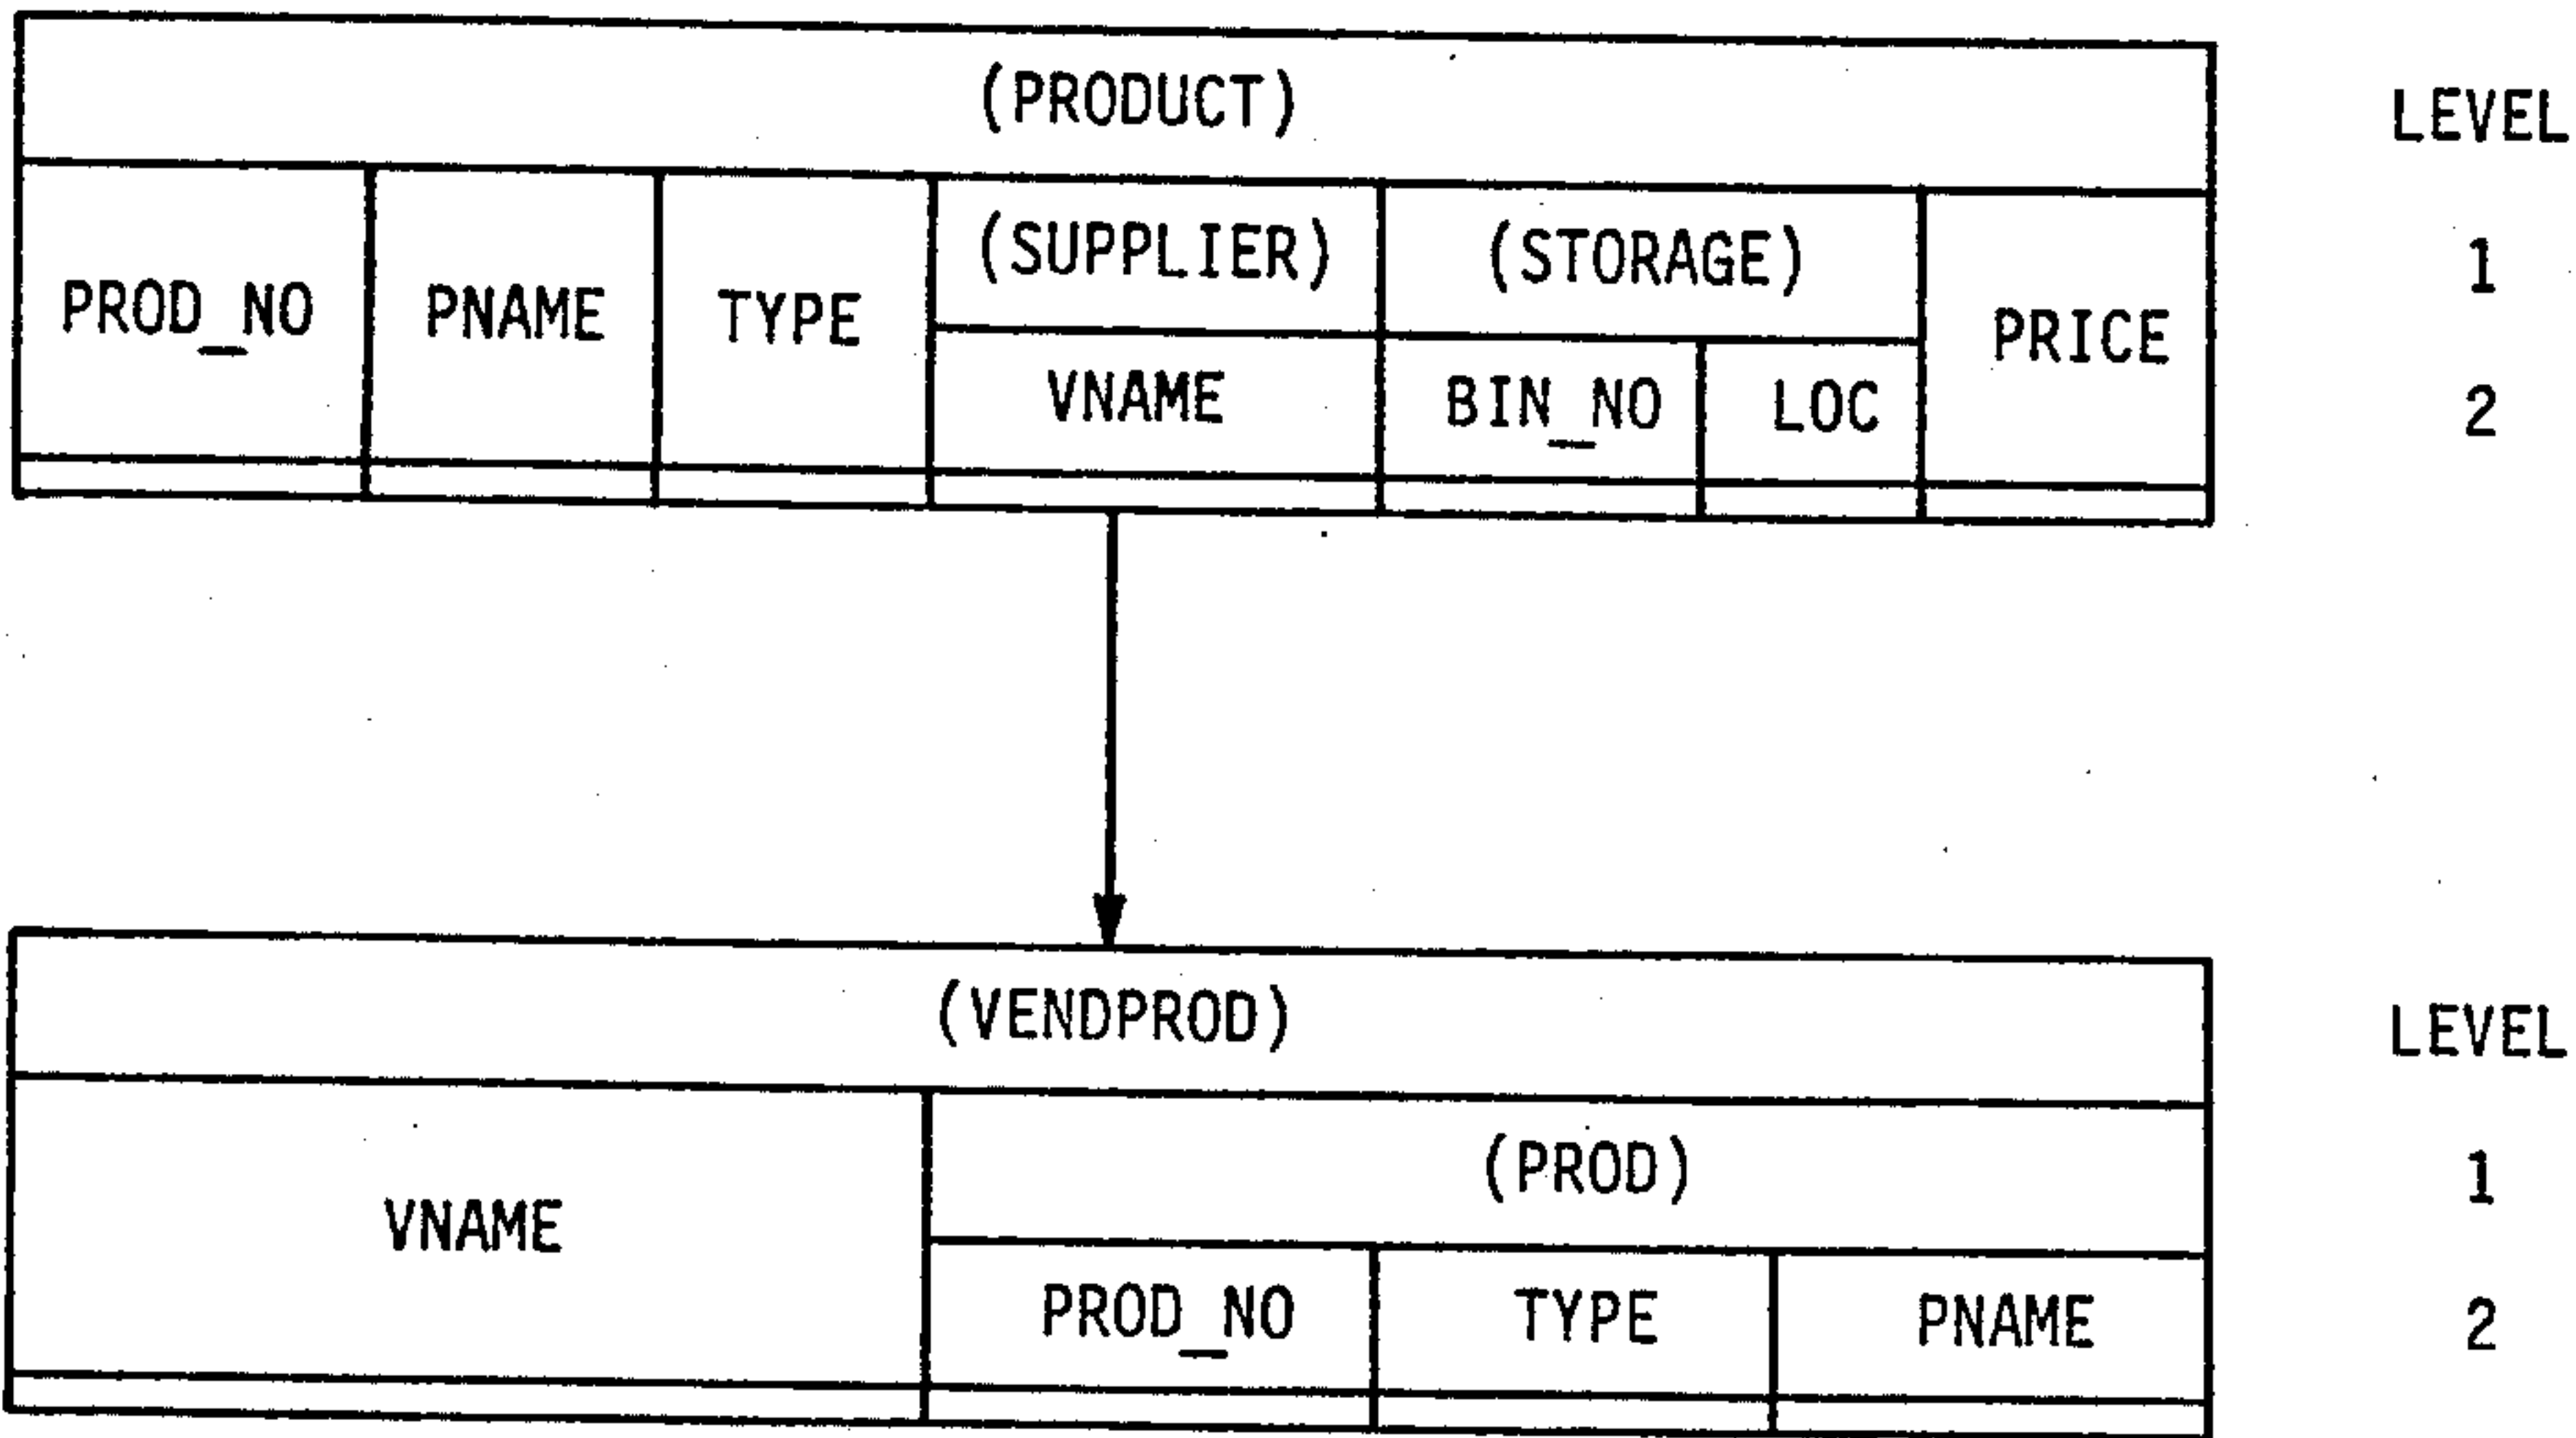 (PRODUCT) LEVEL
(SUPPLIER) (STORAGE) 1
PROD_NO PNAME TYPE PRICE
VNAME BIN_NO LOC 2
(VENDPROD) LEVEL
(PROD) 1
VNAME
PROD_NO TYPE PNAME 2